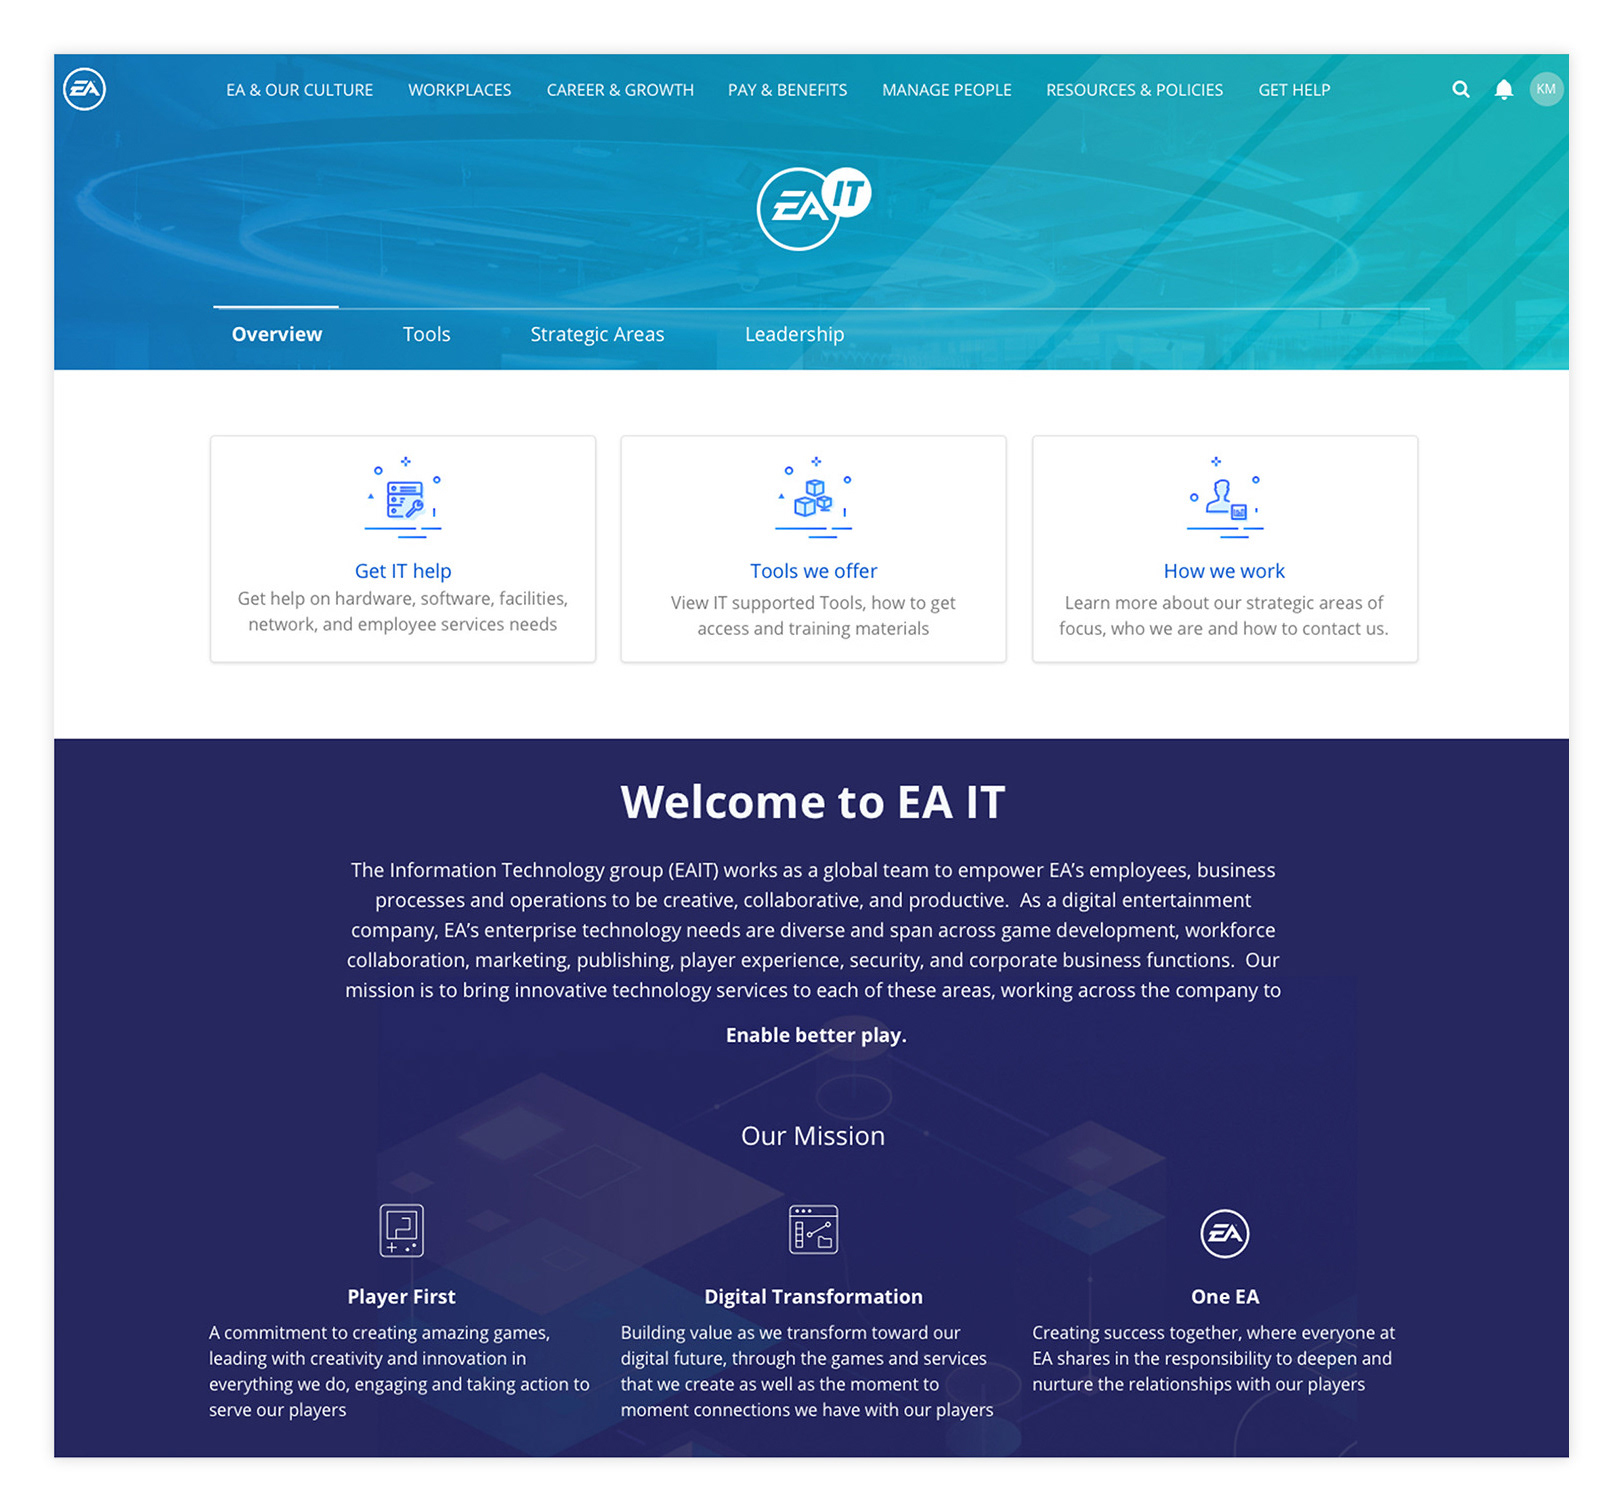 EA
EA & OUR CULTURE WORKPLACES CAREER & GROWTH PAY & BENEFITS MANAGE PEOPLE RESOURCES & POLICIES GET HELP KM
EA IT
Overview Tools Strategic Areas Leadership
Get IT help
Get help on hardware, software, facilities,
network, and employee services needs
Tools we offer
View IT supported Tools, how to get
access and training materials
How we work
Learn more about our strategic areas of
focus, who we are and how to contact us.
Welcome to EA IT
The Information Technology group (EAIT) works as a global team to empower EA’s employees, business
processes and operations to be creative, collaborative, and productive.  As a digital entertainment
company, EA’s enterprise technology needs are diverse and span across game development, workforce
collaboration, marketing, publishing, player experience, security, and corporate business functions.  Our
mission is to bring innovative technology services to each of these areas, working across the company to
Enable better play.
Our Mission
Player First
A commitment to creating amazing games,
leading with creativity and innovation in
everything we do, engaging and taking action to
serve our players
Digital Transformation
Building value as we transform toward our
digital future, through the games and services
that we create as well as the moment to
moment connections we have with our players
EA
One EA
Creating success together, where everyone at
EA shares in the responsibility to deepen and
nurture the relationships with our players